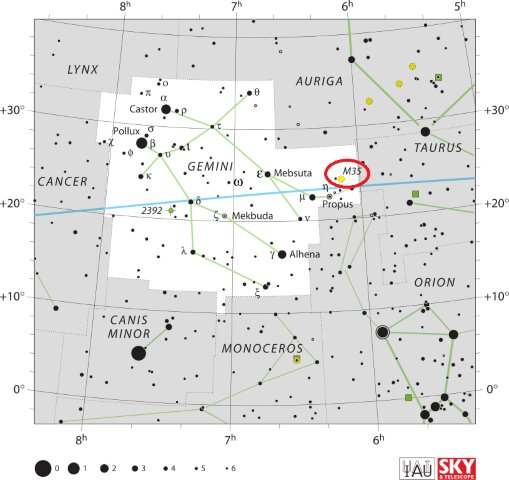 8ʰ 7ʰ 6ʰ 5ʰ
LYNX
AURIGA
TAURUS
+30° +30°
π ο θ
α
Castor ρ
σ τ
Pollux β
χ φ υ ι
GEMINI
κ ω ε Mebsuta
M35
CANCER
η
μ Propus
+20° +20°
2392 δ
ζ Mekbuda ν
λ γ Alhena
ξ
ORION
+10° +10°
CANIS
MINOR
MONOCEROS
0° 0°
8ʰ 7ʰ 6ʰ
0 1 2 3 4 5 6
IAU
SKY
& TELESCOPE